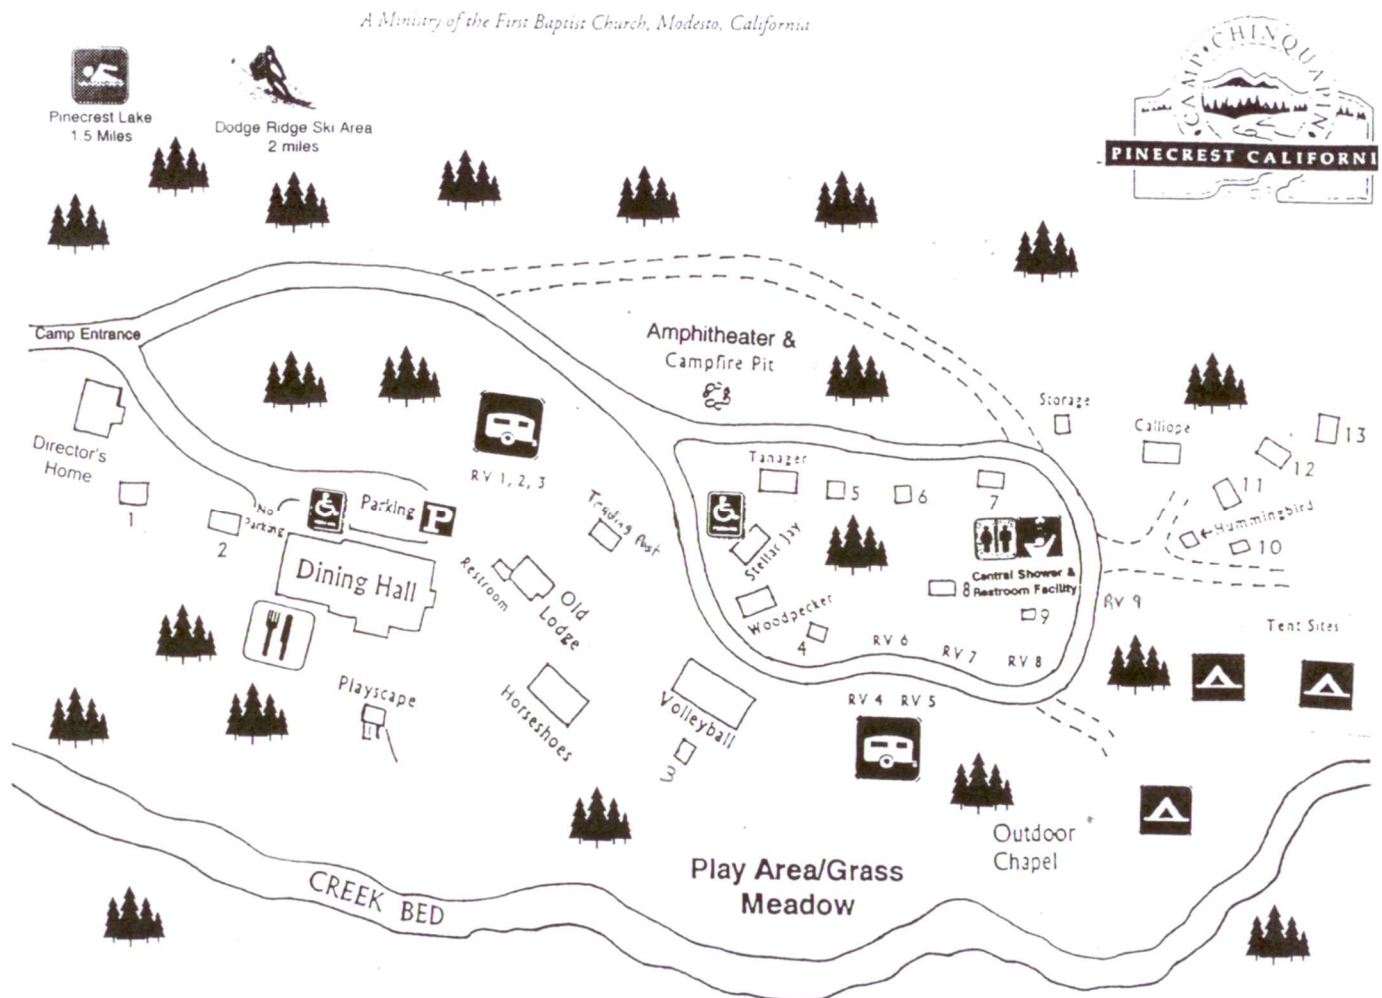 A Ministry of the First Baptist Church, Modesto, California
CAMP • CHINQUAPIN •
PINECREST CALIFORNI
Pinecrest Lake
1.5 Miles
Dodge Ridge Ski Area
2 miles
Camp Entrance
Amphitheater &
Campfire Pit
Storage
Calliope
13
12
11
Hummingbird
10
Director's
Home
1
2
No
Parking
Parking
P
RV 1, 2, 3
Trading Post
Tanager
5
6
7
Stellar Jay
Central Shower &
Restroom Facility
8
9
Woodpecker
4
RV 6
RV 7
RV 8
RV 9
Tent Sites
Dining Hall
Restroom
Old
Lodge
Playscape
Horseshoes
Volleyball
3
RV 4 RV 5
Outdoor
Chapel
Play Area/Grass
Meadow
CREEK BED